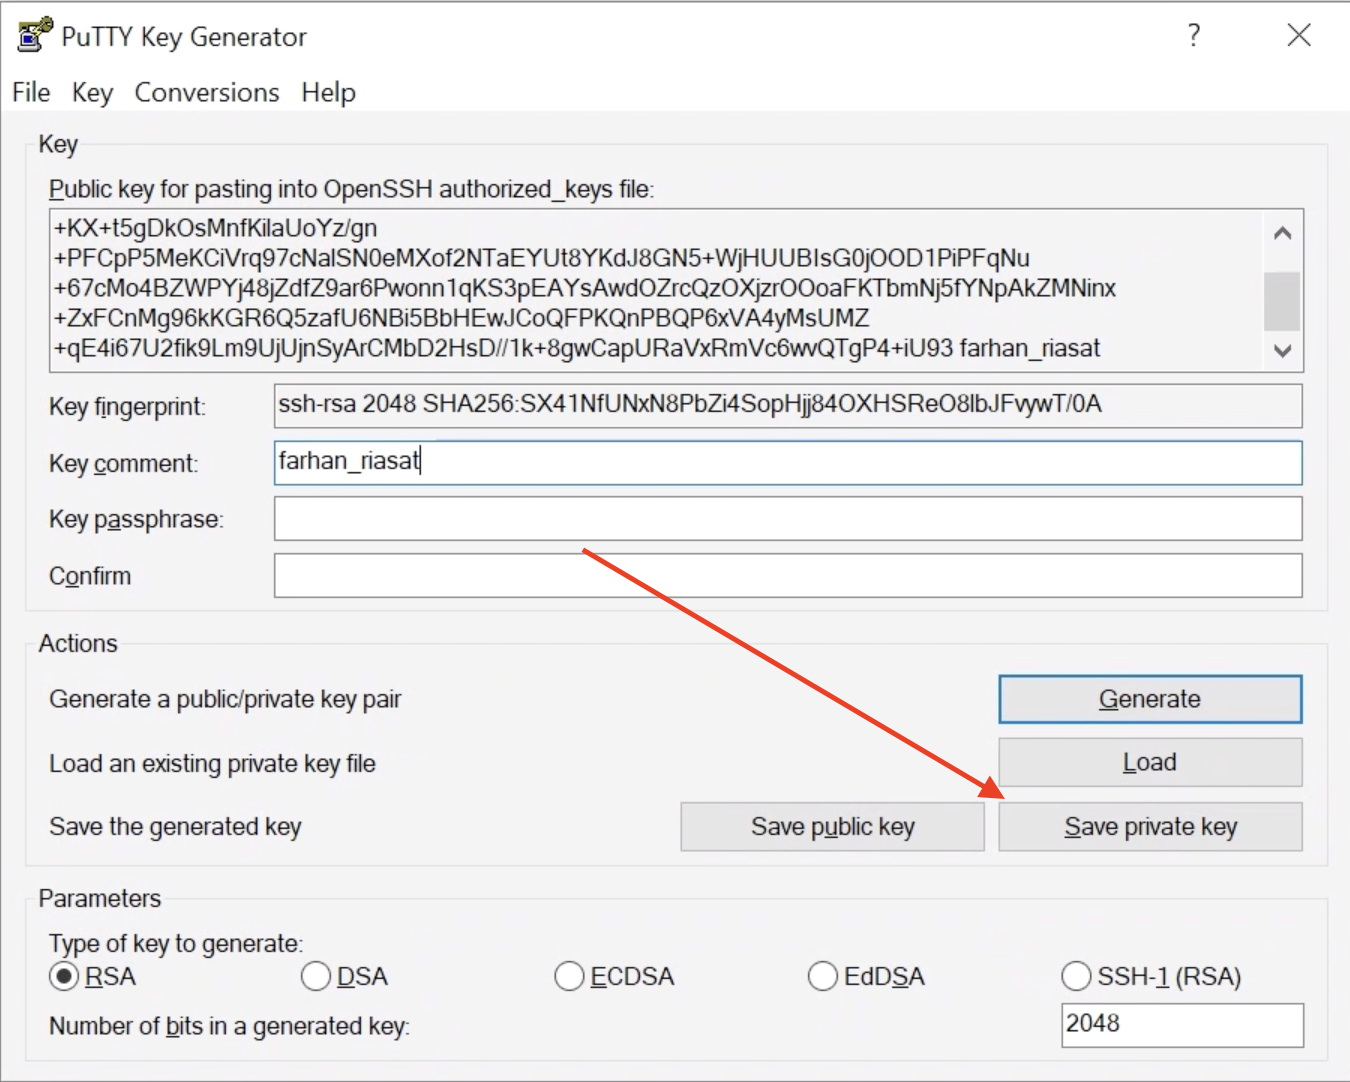 PuTTY Key Generator
?
File Key Conversions Help
Key
Public key for pasting into OpenSSH authorized_keys file:
+KX+t5gDkOsMnfKilaUoYz/gn
+PFCpP5MeKCiVrq97cNalSN0eMXof2NTaEYUt8YKdJ8GN5+WjHUUBIsG0jOOD1PiPFqNu
+67cMo4BZWPYj48jZdfZ9ar6Pwonn1qKS3pEAYsAwdOZrcQzOXjzrOOoaFKTbmNj5fYNpAkZMNinx
+ZxFCnMg96kKGR6Q5zafU6NBi5BbHEwJCoQFPKQnPBQP6xVA4yMsUMZ
+qE4i67U2fik9Lm9UjUjnSyArCMbD2HsD//1k+8gwCapURaVxRmVc6wvQTgP4+iU93 farhan_riasat
Key fingerprint: ssh-rsa 2048 SHA256:SX41NfUNxN8PbZi4SopHjj84OXHSReO8lbJFvywT/0A
Key comment: farhan_riasat
Key passphrase:
Confirm
Actions
Generate a public/private key pair Generate
Load an existing private key file Load
Save the generated key Save public key Save private key
Parameters
Type of key to generate:
RSA DSA ECDSA EdDSA SSH-1 (RSA)
Number of bits in a generated key: 2048